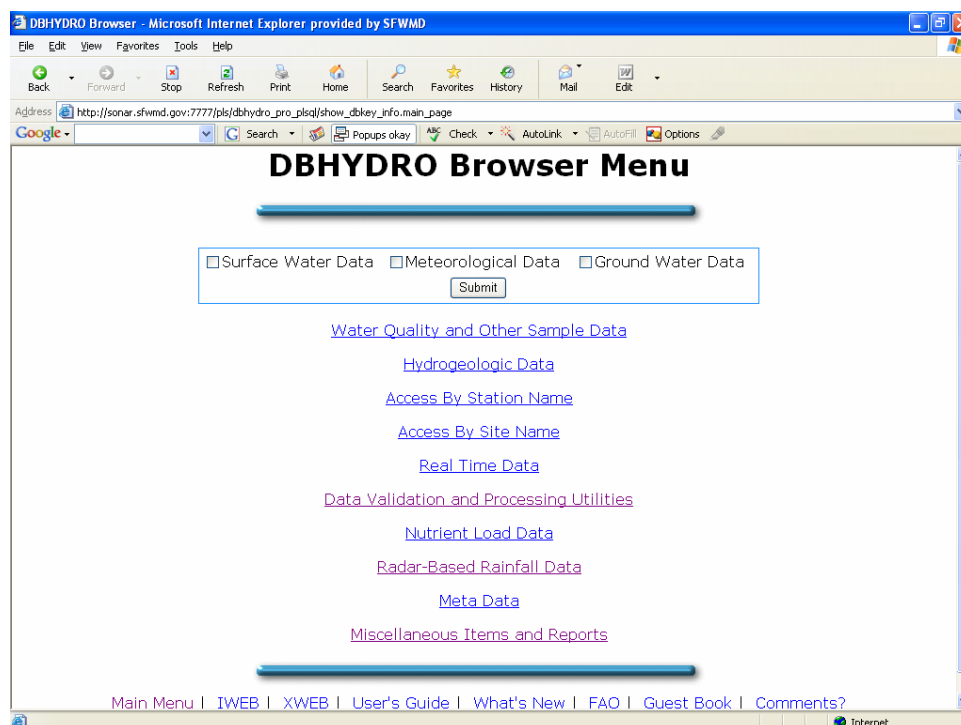 DBHYDRO Browser - Microsoft Internet Explorer provided by SFWMD
File Edit View Favorites Tools Help
Back Forward Stop Refresh Print Home Search Favorites History Mail Edit
Address http://sonar.sfwmd.gov:7777/pls/dbhydro_pro_plsql/show_dbkey_info.main_page
Google Search Popups okay ABC Check AutoLink AutoFill Options
DBHYDRO Browser Menu
Surface Water Data Meteorological Data Ground Water Data
Submit
Water Quality and Other Sample Data
Hydrogeologic Data
Access By Station Name
Access By Site Name
Real Time Data
Data Validation and Processing Utilities
Nutrient Load Data
Radar-Based Rainfall Data
Meta Data
Miscellaneous Items and Reports
Main Menu | IWEB | XWEB | User's Guide | What's New | FAQ | Guest Book | Comments?
Internet